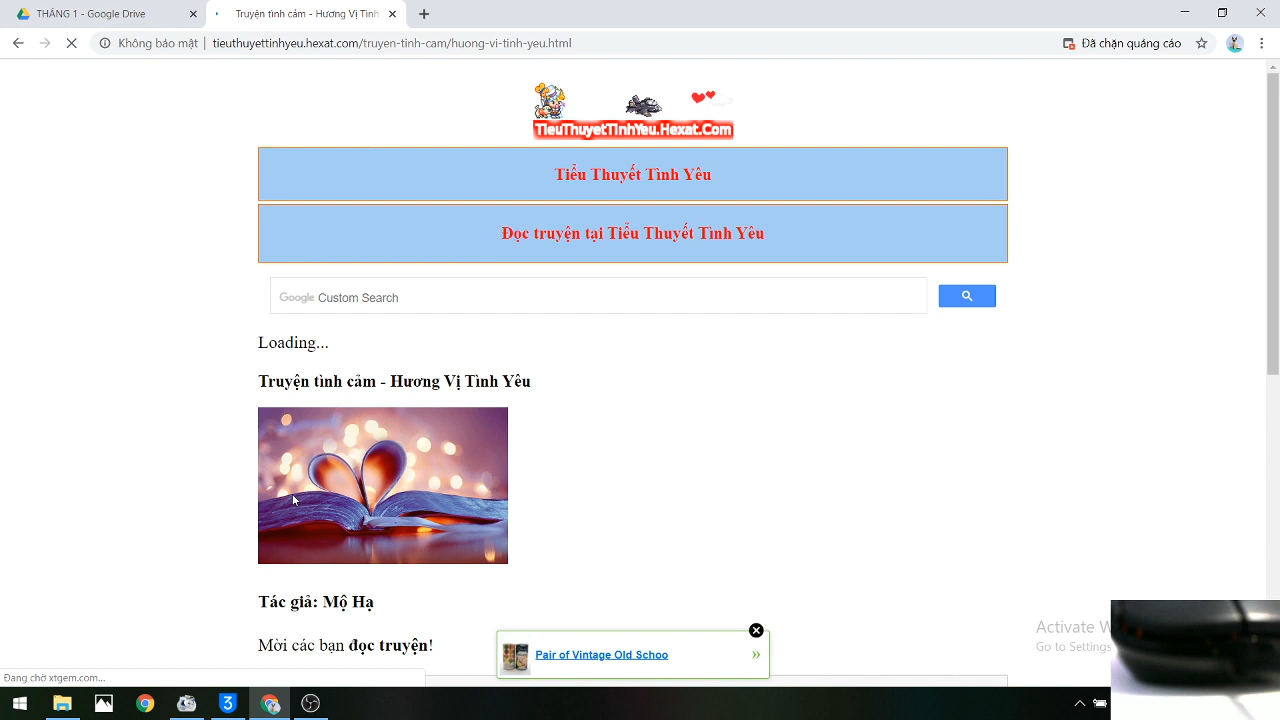 THÁNG 1 - Google Drive
Truyện tình cảm - Hương Vị Tình
Không bảo mật
tieuthuyettinhyeu.hexat.com/truyen-tinh-cam/huong-vi-tinh-yeu.html
Đã chặn quảng cáo
TieuThuyetTinhYeu.Hexat.Com
Tiểu Thuyết Tình Yêu
Đọc truyện tại Tiểu Thuyết Tình Yêu
Google Custom Search
Loading...
Truyện tình cảm - Hương Vị Tình Yêu
Tác giả: Mộ Hạ
Mời các bạn đọc truyện!
Pair of Vintage Old Schoo
Activate W
Go to Settings
Đang chờ xtgem.com...